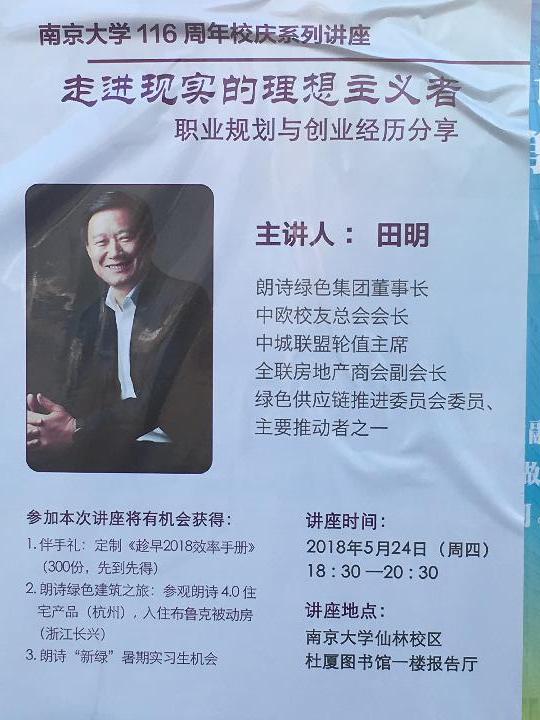 南京大学 116 周年校庆系列讲座
走进现实的理想主义者
职业规划与创业经历分享
主讲人： 田明
朗诗绿色集团董事长
中欧校友总会会长
中城联盟轮值主席
全联房地产商会副会长
绿色供应链推进委员会委员、
主要推动者之一
参加本次讲座将有机会获得：
1. 伴手礼：定制《趁早2018效率手册》
（300份，先到先得）
2. 朗诗绿色建筑之旅：参观朗诗 4.0 住
宅产品（杭州），入住布鲁克被动房
（浙江长兴）
3. 朗诗“新绿”暑期实习生机会
讲座时间：
2018年5月24日（周四）
18：30 —20：30
讲座地点：
南京大学仙林校区
杜厦图书馆一楼报告厅